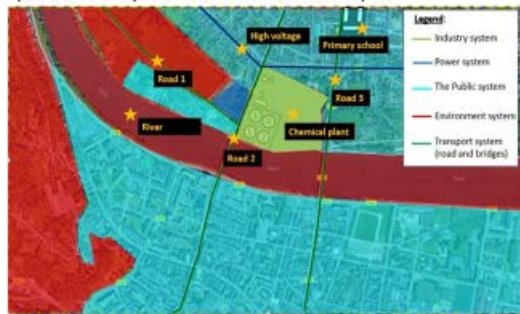 High voltage
Primary school
Road 1
Road 3
River
Chemical plant
Road 2
Legend:
Industry system
Power system
The Public system
Environment system
Transport system
(road and bridges)